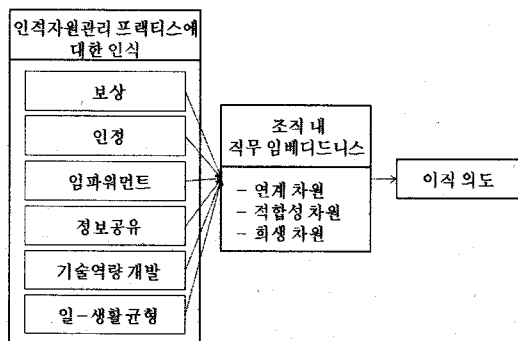 인적자원관리 프랙티스에
대한 인식
보상
인정
임파워먼트
정보공유
기술역량 개발
일-생활균형
조직 내
직무 임베디드니스
- 연계 차원
- 적합성 차원
- 희생 차원
이직 의도